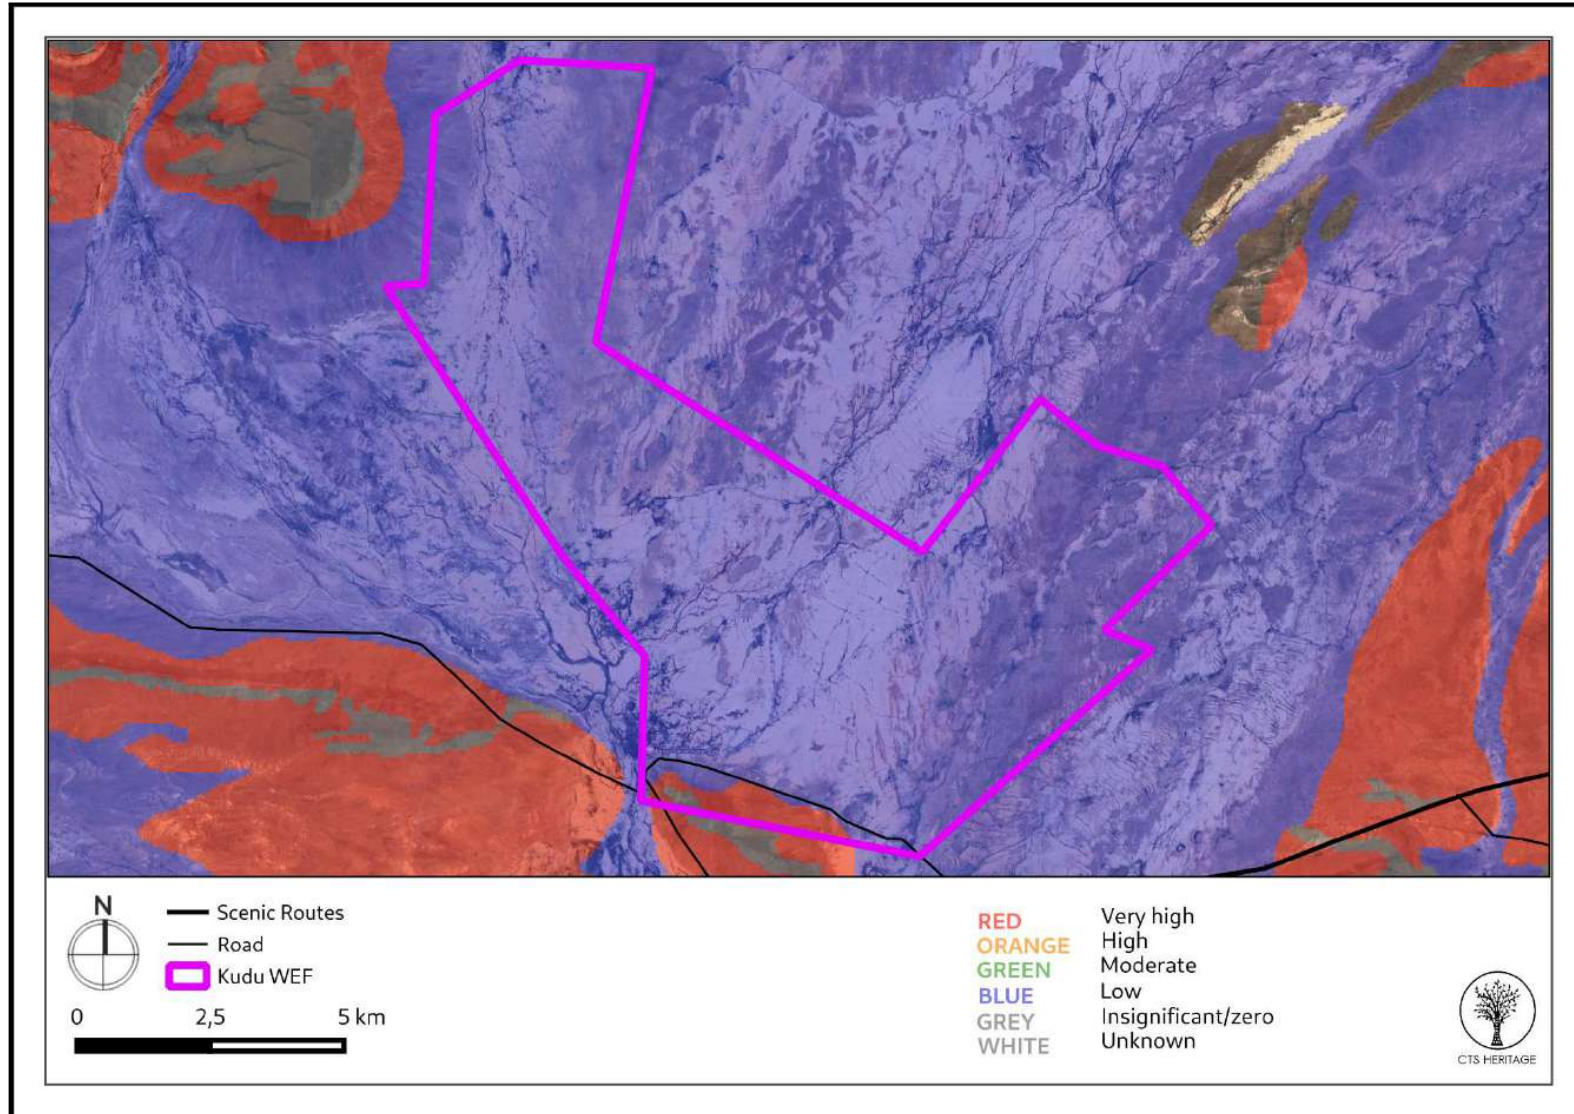 N
Scenic Routes
Road
Kudu WEF
0 2,5 5 km
RED Very high
ORANGE High
GREEN Moderate
BLUE Low
GREY Insignificant/zero
WHITE Unknown
CTS HERITAGE